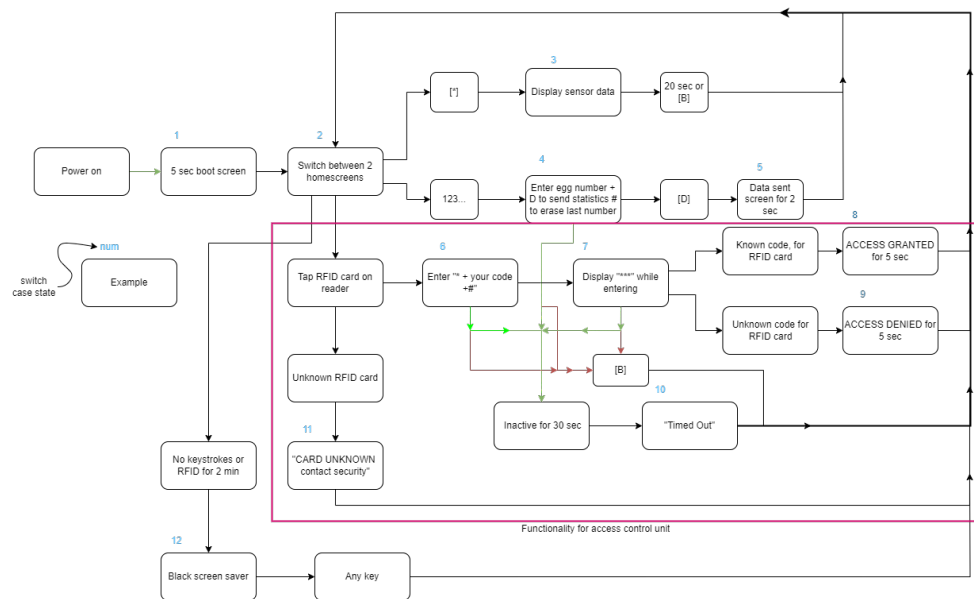 3
[*]
Display sensor data
20 sec or
[B]
1
2
Power on
5 sec boot screen
Switch between 2
homescreens
4
5
123...
Enter egg number +
D to send statistics #
to erase last number
[D]
Data sent
screen for 2
sec
num
switch
case state
Example
6
7
8
Tap RFID card on
reader
Enter "* + your code
+#"
Display "***" while
entering
Known code, for
RFID card
ACCESS GRANTED
for 5 sec
9
Unknown code for
RFID card
ACCESS DENIED for
5 sec
Unknown RFID card
[B]
10
11
Inactive for 30 sec
"Timed Out"
No keystrokes or
RFID for 2 min
"CARD UNKNOWN
contact security"
Functionality for access control unit
12
Black screen saver
Any key